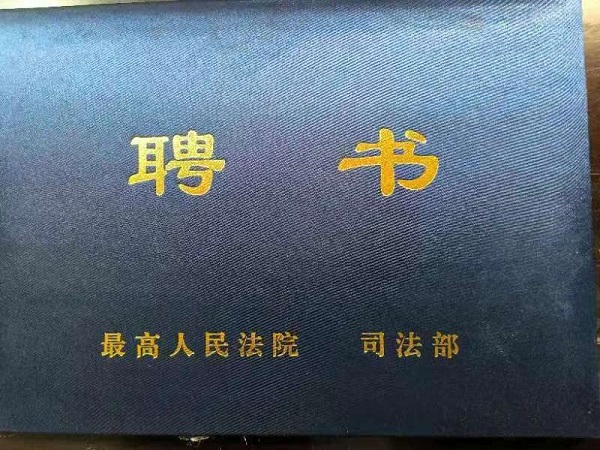 聘书
最高人民法院 司法部